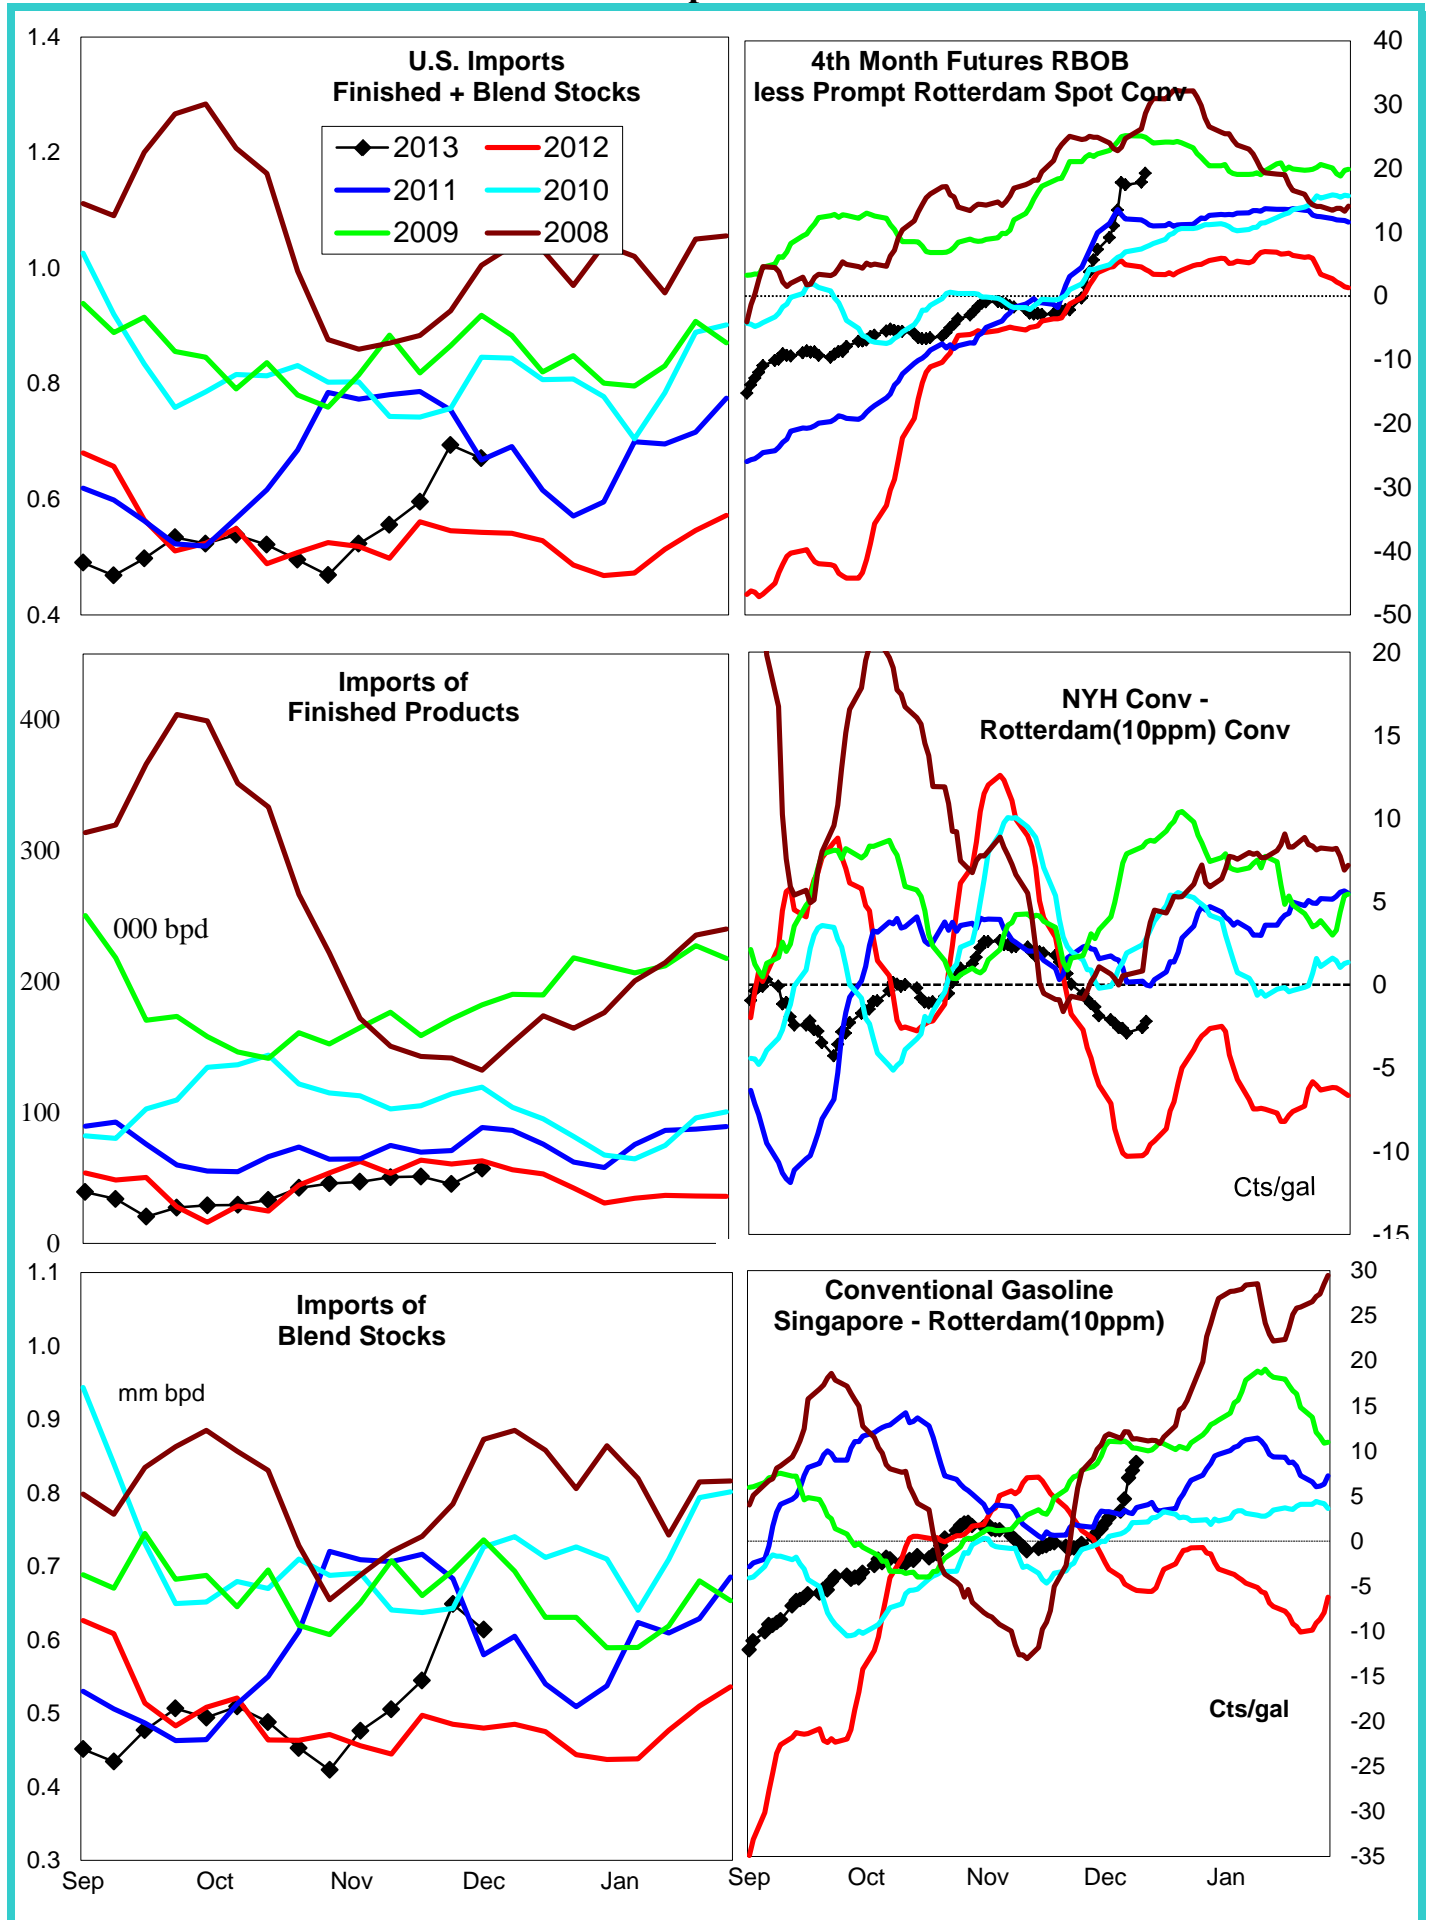 1.4
1.2
1.0
0.8
0.6
0.4
U.S. Imports
Finished + Blend Stocks
2013
2012
2011
2010
2009
2008
4th Month Futures RBOB
less Prompt Rotterdam Spot Conv
40
30
20
10
0
-10
-20
-30
-40
-50
Imports of
Finished Products
400
300
200
100
0
000 bpd
NYH Conv -
Rotterdam(10ppm) Conv
20
15
10
5
0
-5
-10
-15
Cts/gal
Imports of
Blend Stocks
mm bpd
1.1
1.0
0.9
0.8
0.7
0.6
0.5
0.4
0.3
Sep
Oct
Nov
Dec
Jan
Conventional Gasoline
Singapore - Rotterdam(10ppm)
30
25
20
15
10
5
0
-5
-10
-15
-20
-25
-30
-35
Cts/gal
Sep
Oct
Nov
Dec
Jan